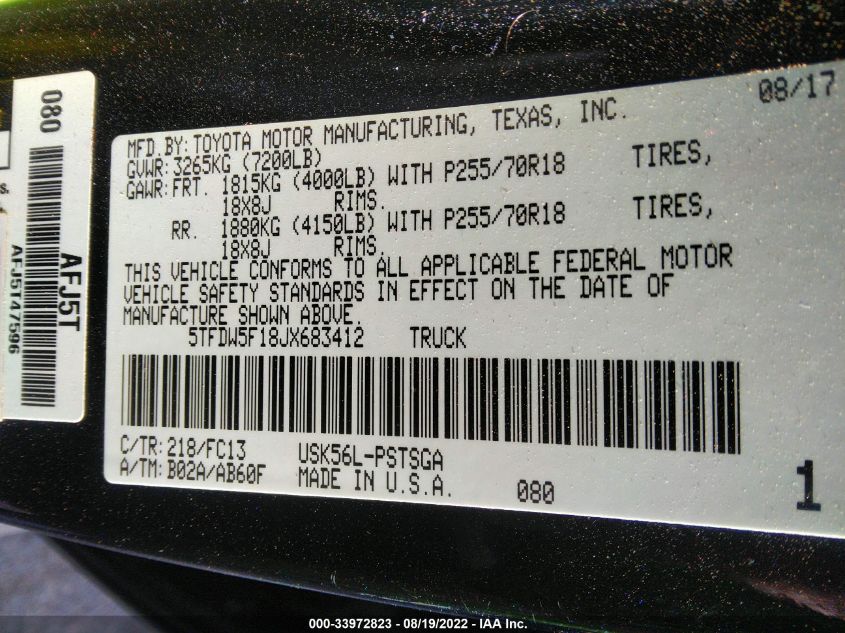 080
s.
AFJ5T
AFJ5147596
08/17
MFD.BY: TOYOTA MOTOR MANUFACTURING, TEXAS, INC.
GVWR: 3265KG (7200LB)
GAWR: FRT. 1815KG (4000LB) WITH P255/70R18 TIRES,
18X8J RIMS.
RR. 1880KG (4150LB) WITH P255/70R18 TIRES,
18X8J RIMS.
THIS VEHICLE CONFORMS TO ALL APPLICABLE FEDERAL MOTOR
VEHICLE SAFETY STANDARDS IN EFFECT ON THE DATE OF
MANUFACTURE SHOWN ABOVE.
5TFDW5F18JX683412 TRUCK
C/TR: 218/FC13 USK56L-PSTSGA
A/TM: B02A/AB60F MADE IN U.S.A. 080
1
000-33972823 - 08/19/2022 - IAA Inc.